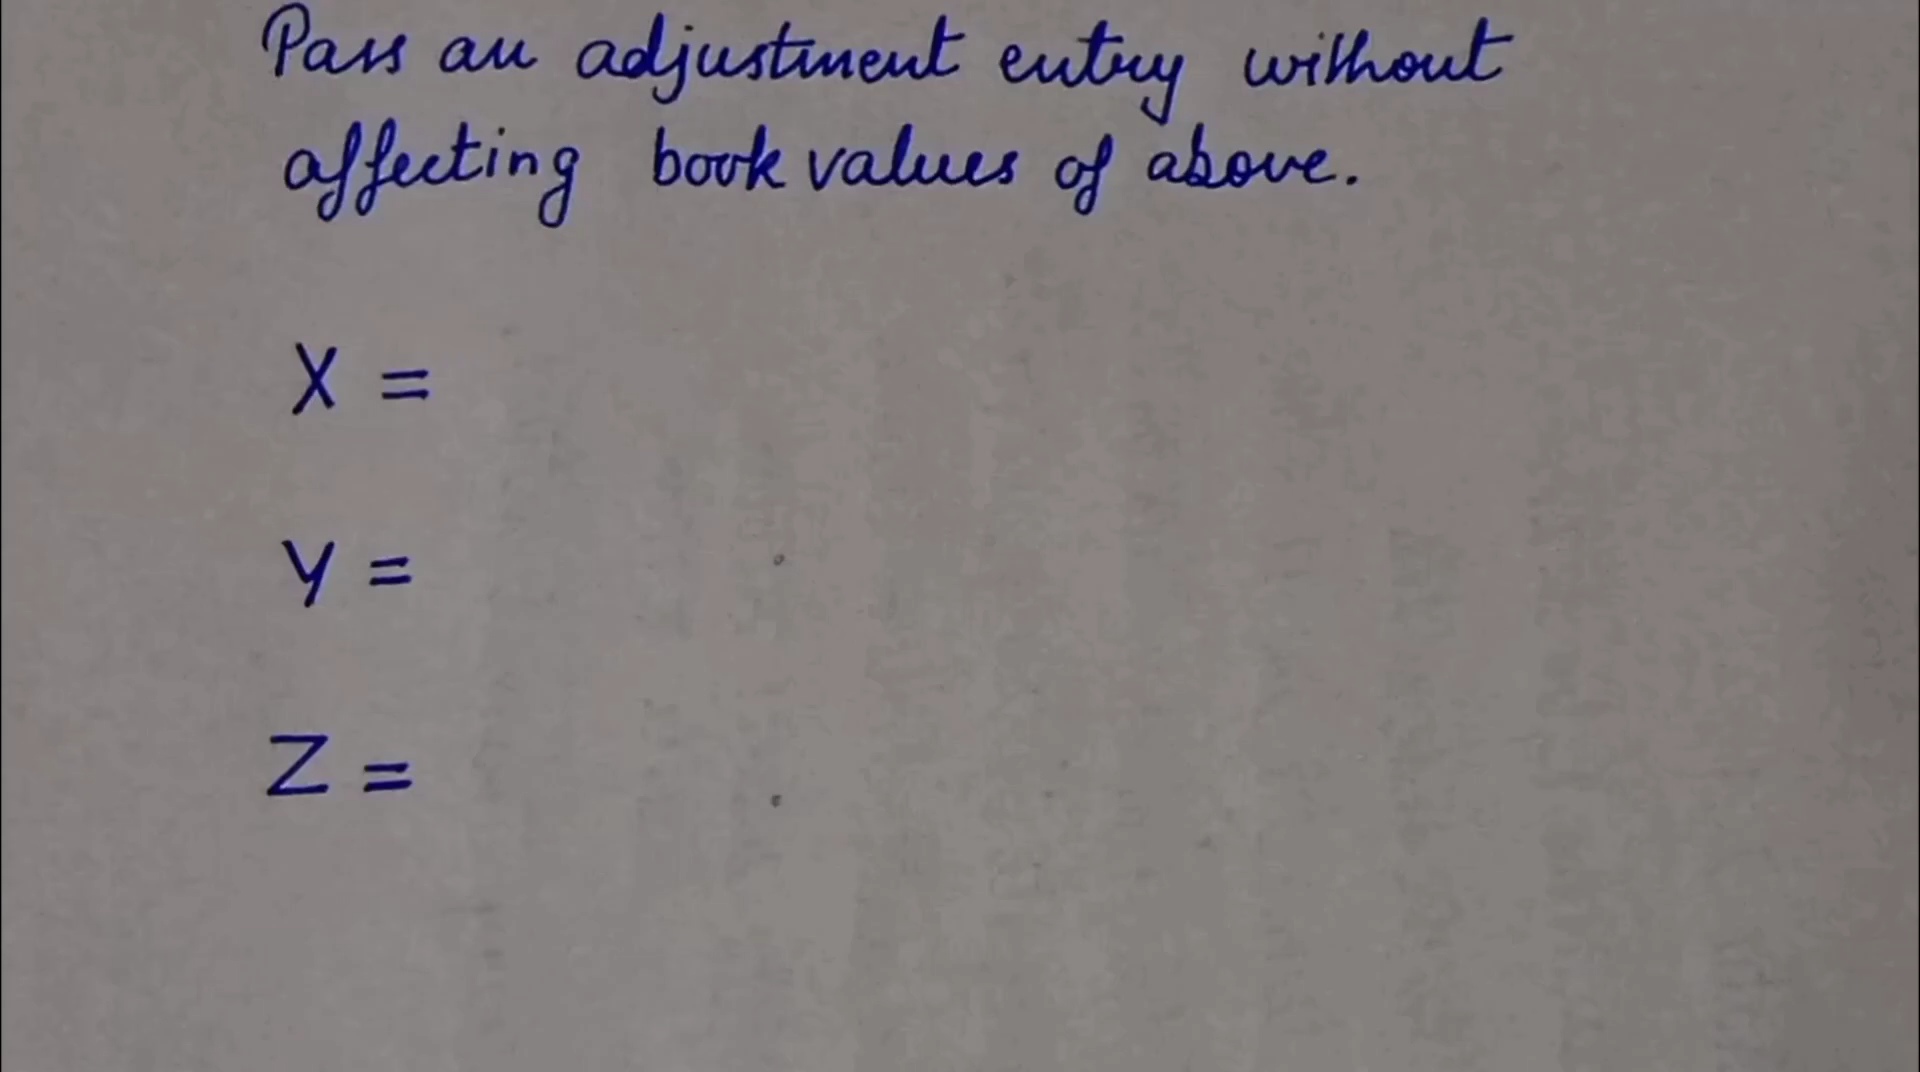 Pass an adjustment entry without
affecting book values of above.
X =
Y =
Z =